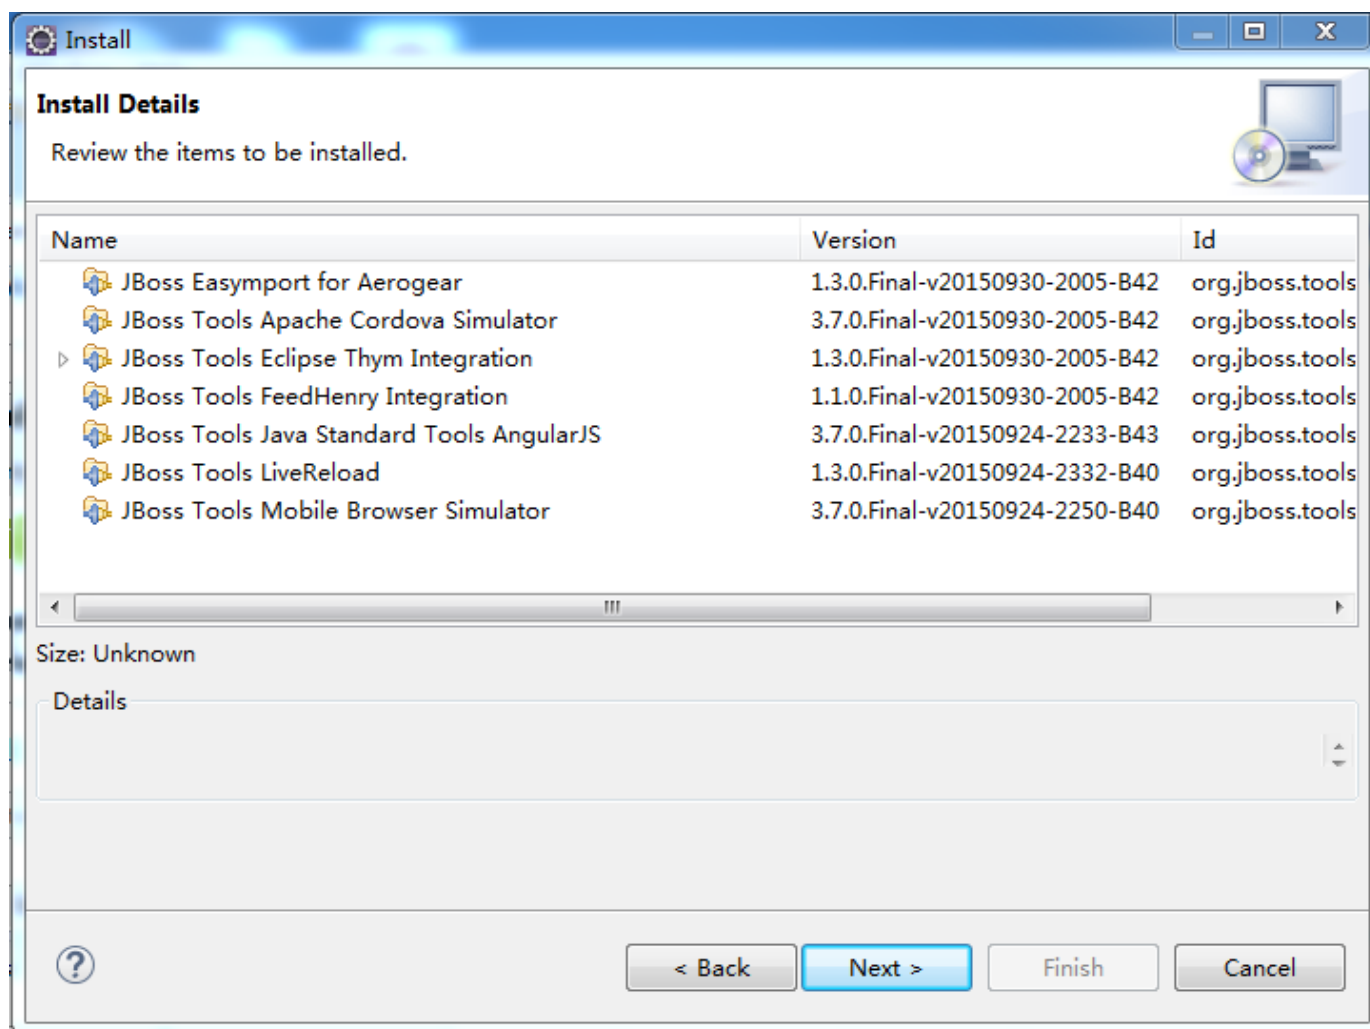 Install
Install Details
Review the items to be installed.
Name Version Id
JBoss Easymport for Aerogear 1.3.0.Final-v20150930-2005-B42 org.jboss.tools
JBoss Tools Apache Cordova Simulator 3.7.0.Final-v20150930-2005-B42 org.jboss.tools
JBoss Tools Eclipse Thym Integration 1.3.0.Final-v20150930-2005-B42 org.jboss.tools
JBoss Tools FeedHenry Integration 1.1.0.Final-v20150930-2005-B42 org.jboss.tools
JBoss Tools Java Standard Tools AngularJS 3.7.0.Final-v20150924-2233-B43 org.jboss.tools
JBoss Tools LiveReload 1.3.0.Final-v20150924-2332-B40 org.jboss.tools
JBoss Tools Mobile Browser Simulator 3.7.0.Final-v20150924-2250-B40 org.jboss.tools
Size: Unknown
Details
< Back Next > Finish Cancel